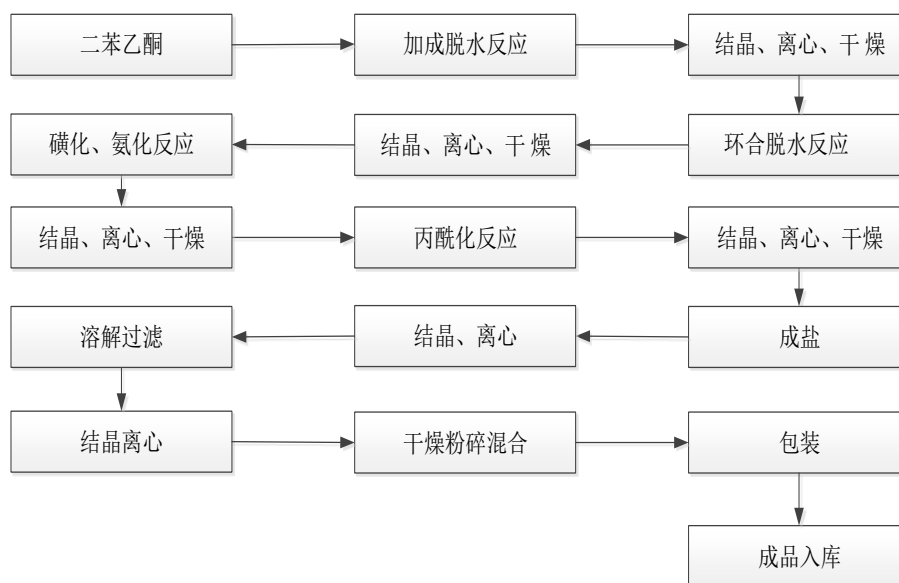 二苯乙酮
加成脱水反应
结晶、离心、干 燥
环合脱水反应
结晶、离心、干 燥
磺化、氨化反应
结晶、离心、干燥
丙酰化反应
结晶、离心、干燥
成盐
结晶、离心
溶解过滤
结晶离心
干燥粉碎混合
包装
成品入库